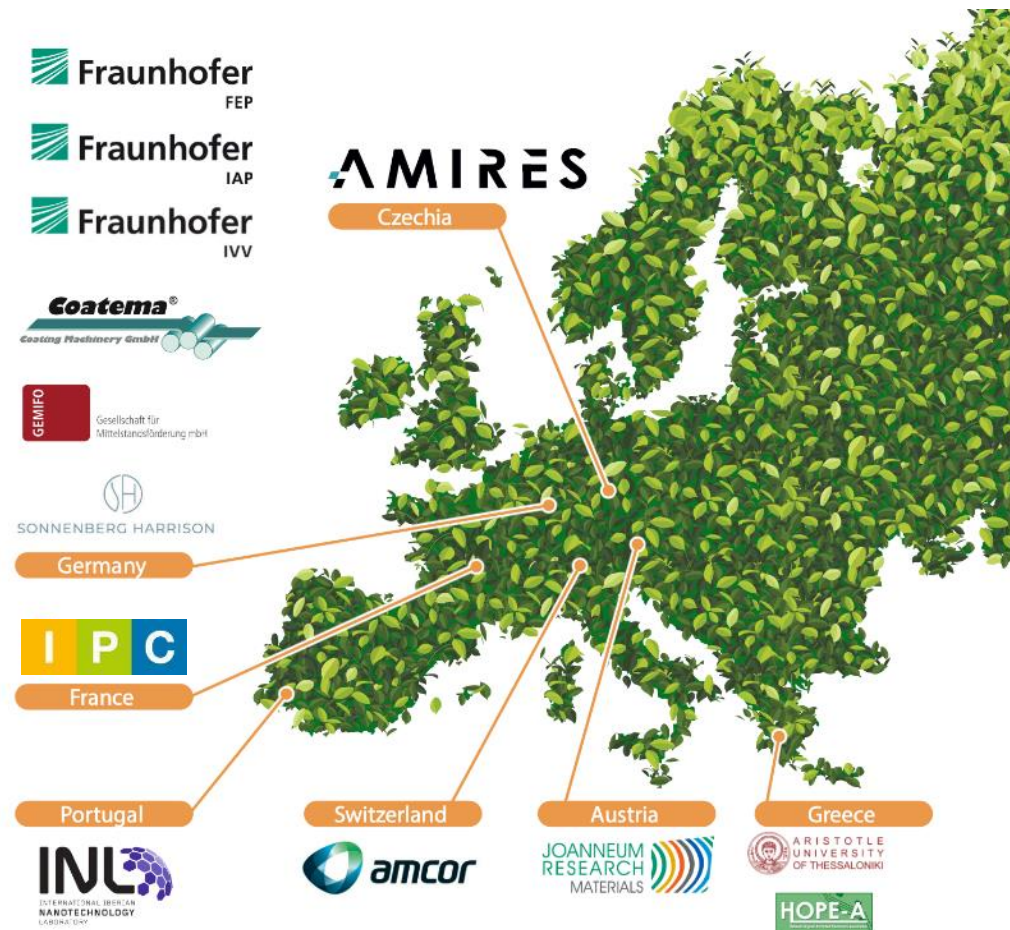 Fraunhofer
FEP
Fraunhofer
IAP
Fraunhofer
IVV
AMIRES
Czechia
Coatema®
Coating Machinery GmbH
GEMIFO
Gesellschaft für
Mittelstandsförderung mbH
SH
SONNENBERG HARRISON
Germany
I P C
France
Portugal
INL
INTERNATIONAL IBERIAN
NANOTECHNOLOGY
LABORATORY
Switzerland
amcor
Austria
JOANNEUM
RESEARCH
MATERIALS
Greece
ARISTOTLE
UNIVERSITY
OF THESSALONIKI
HOPE-A